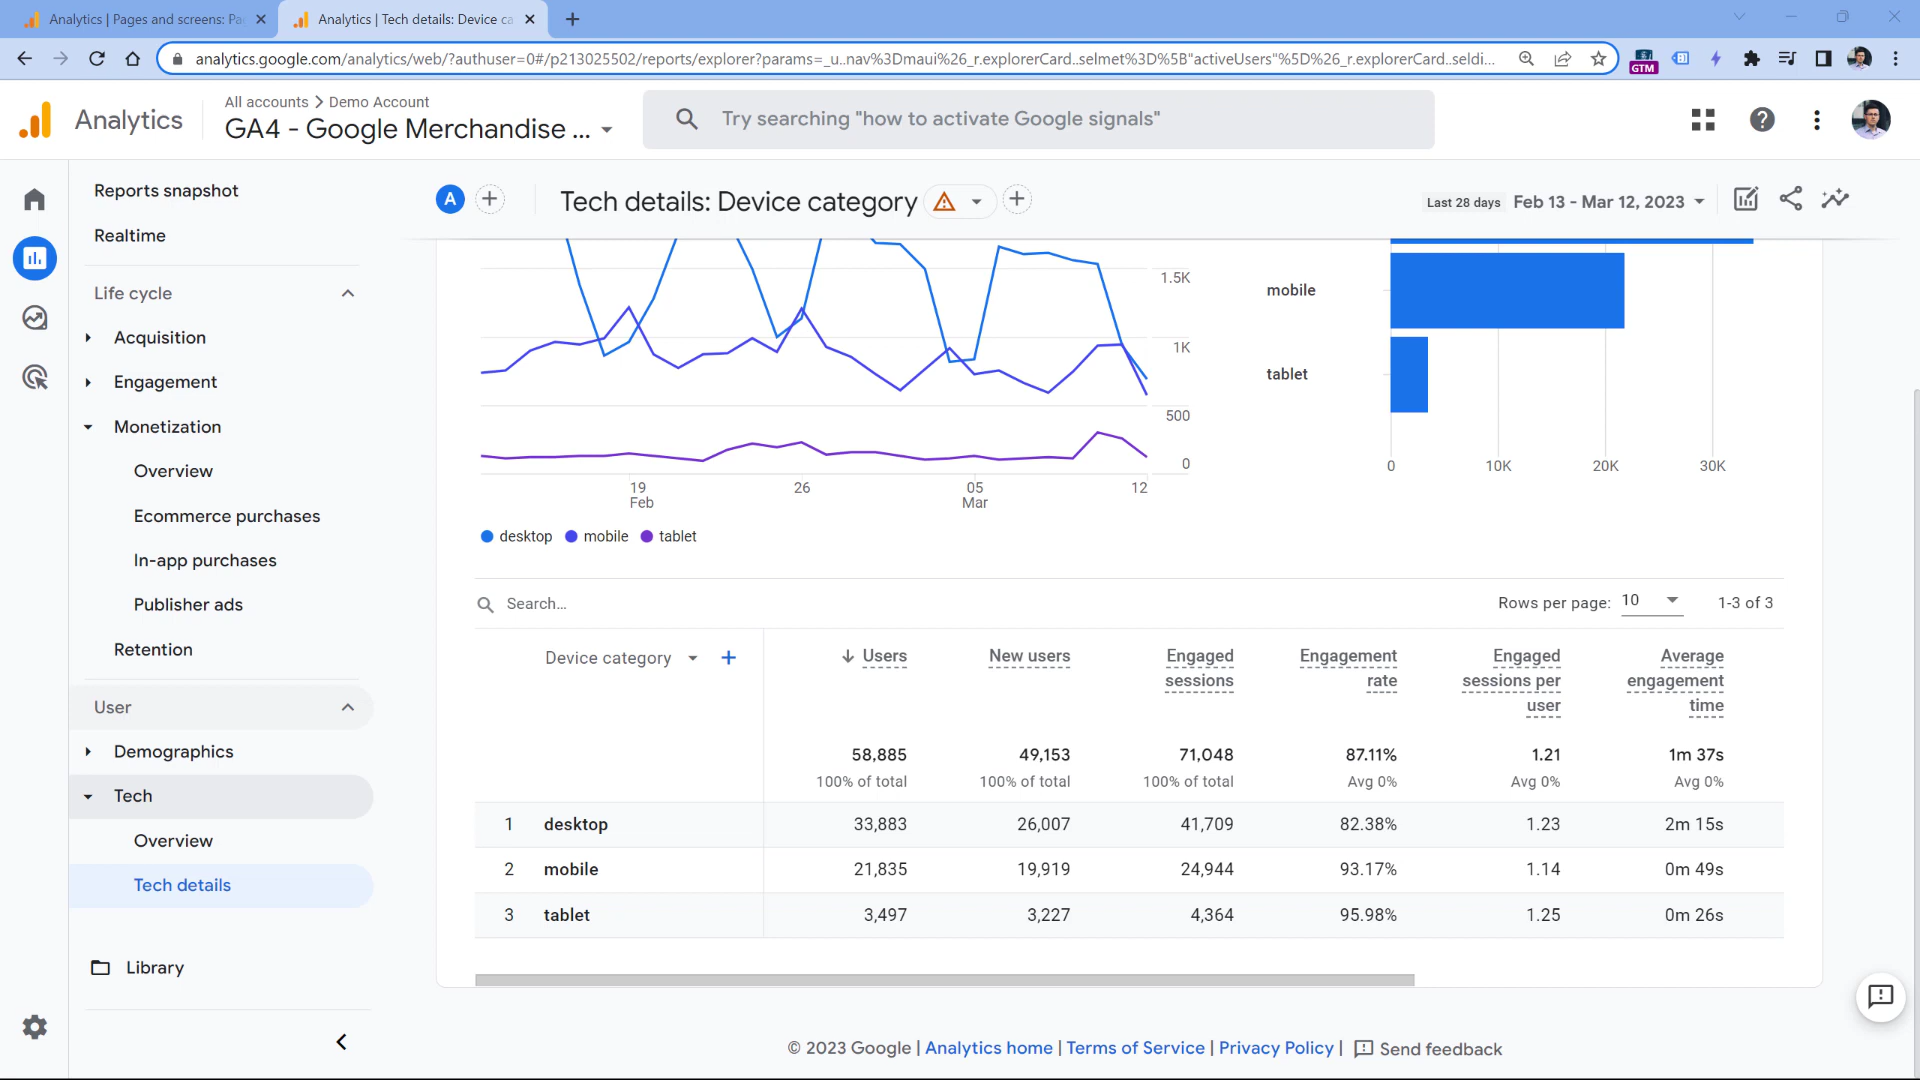 Analytics | Pages and screens: Pa
Analytics | Tech details: Device ca
analytics.google.com/analytics/web/?authuser=0#/p213025502/reports/explorer?params=_u..nav%3Dmaui%26_r.explorerCard..selmet%3D%5B"activeUsers"%5D%26_r.explorerCard..seldi...
GTM
Analytics
All accounts > Demo Account
GA4 - Google Merchandise ...
Try searching "how to activate Google signals"
Reports snapshot
Realtime
Life cycle
Acquisition
Engagement
Monetization
Overview
Ecommerce purchases
In-app purchases
Publisher ads
Retention
User
Demographics
Tech
Overview
Tech details
Library
A
Tech details: Device category
Last 28 days Feb 13 - Mar 12, 2023
1.5K
1K
500
0
19
Feb
26
05
Mar
12
desktop mobile tablet
mobile
tablet
0 10K 20K 30K
Search...
Rows per page: 10 1-3 of 3
Device category
Users
New users
Engaged
sessions
Engagement
rate
Engaged
sessions per
user
Average
engagement
time
58,885 49,153 71,048 87.11% 1.21 1m 37s
100% of total 100% of total 100% of total Avg 0% Avg 0% Avg 0%
1 desktop 33,883 26,007 41,709 82.38% 1.23 2m 15s
2 mobile 21,835 19,919 24,944 93.17% 1.14 0m 49s
3 tablet 3,497 3,227 4,364 95.98% 1.25 0m 26s
© 2023 Google | Analytics home | Terms of Service | Privacy Policy | Send feedback